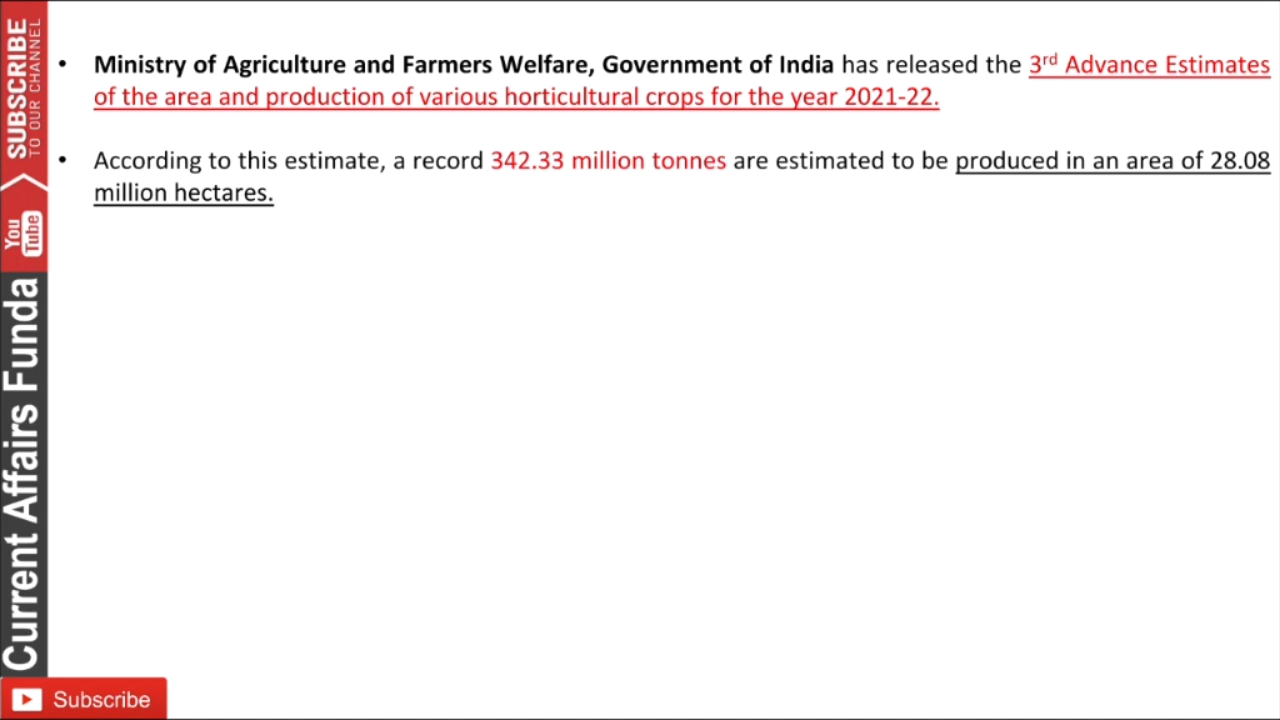 • Ministry of Agriculture and Farmers Welfare, Government of India has released the 3rd Advance Estimates
of the area and production of various horticultural crops for the year 2021-22.
• According to this estimate, a record 342.33 million tonnes are estimated to be produced in an area of 28.08
million hectares.
SUBSCRIBE
TO OUR CHANNEL
You
Tube
Current Affairs Funda
Subscribe